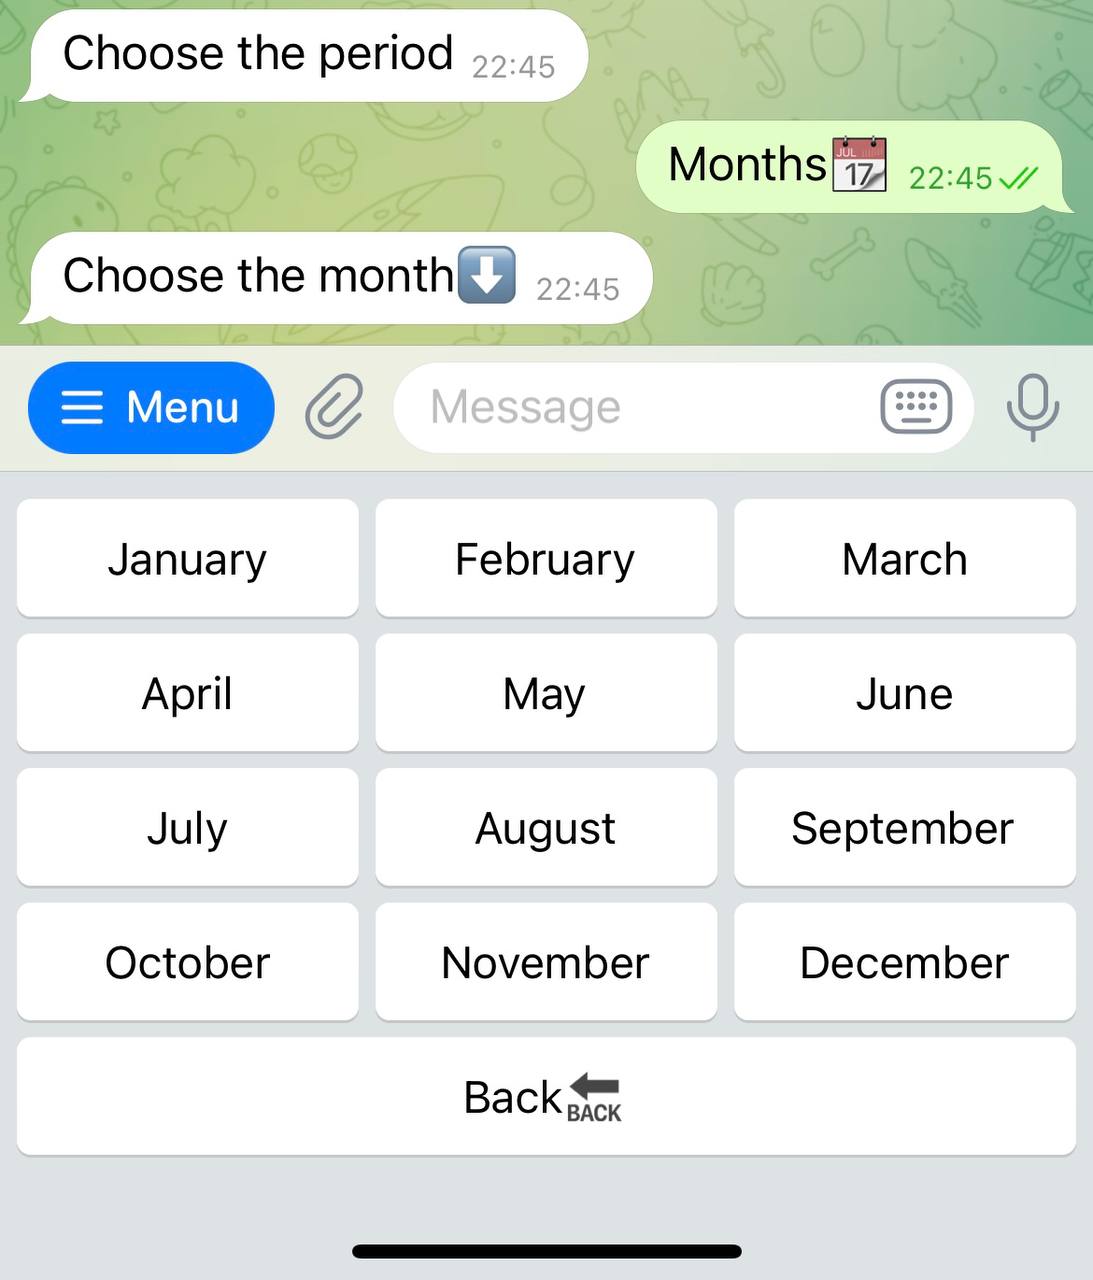 Choose the period 22:45
Months📆 22:45
Choose the month⬇️ 22:45
Menu Message
January February March
April May June
July August September
October November December
Back🔙